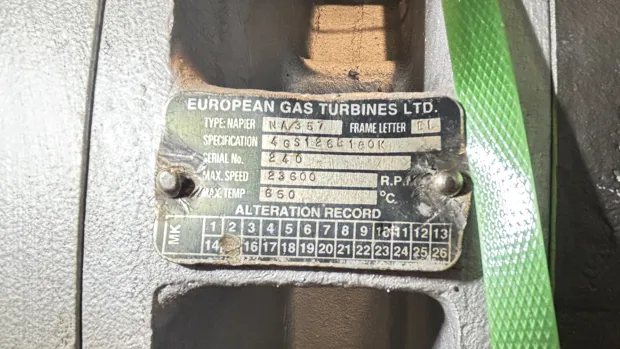 EUROPEAN GAS TURBINES LTD.
TYPE: NAPIER NA357 FRAME LETTER
SPECIFICATION
SERIAL No. 240
MAX. SPEED 23600 R.P.M
MAX. TEMP 650 °C.
ALTERATION RECORD
MK 1 2 3 4 5 6 7 8 9 10 11 12 13
14 16 17 18 19 20 21 22 23 24 25 26